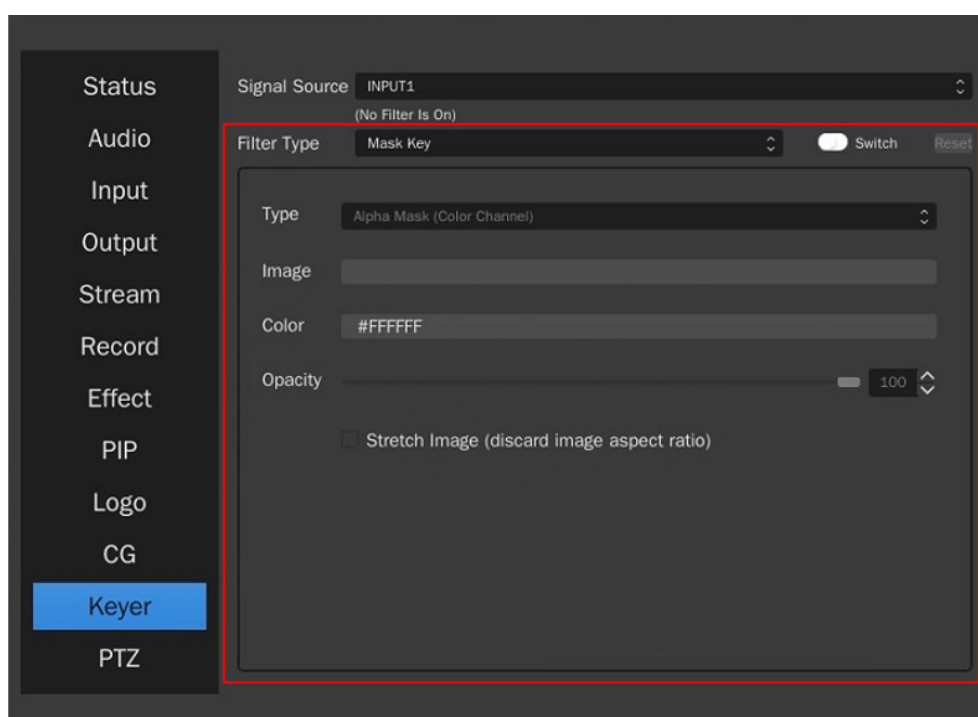 Status
Audio
Input
Output
Stream
Record
Effect
PIP
Logo
CG
Keyer
PTZ
Signal Source INPUT1
(No Filter Is On)
Filter Type Mask Key Switch Reset
Type Alpha Mask (Color Channel)
Image
Color #FFFFFF
Opacity 100
Stretch Image (discard image aspect ratio)